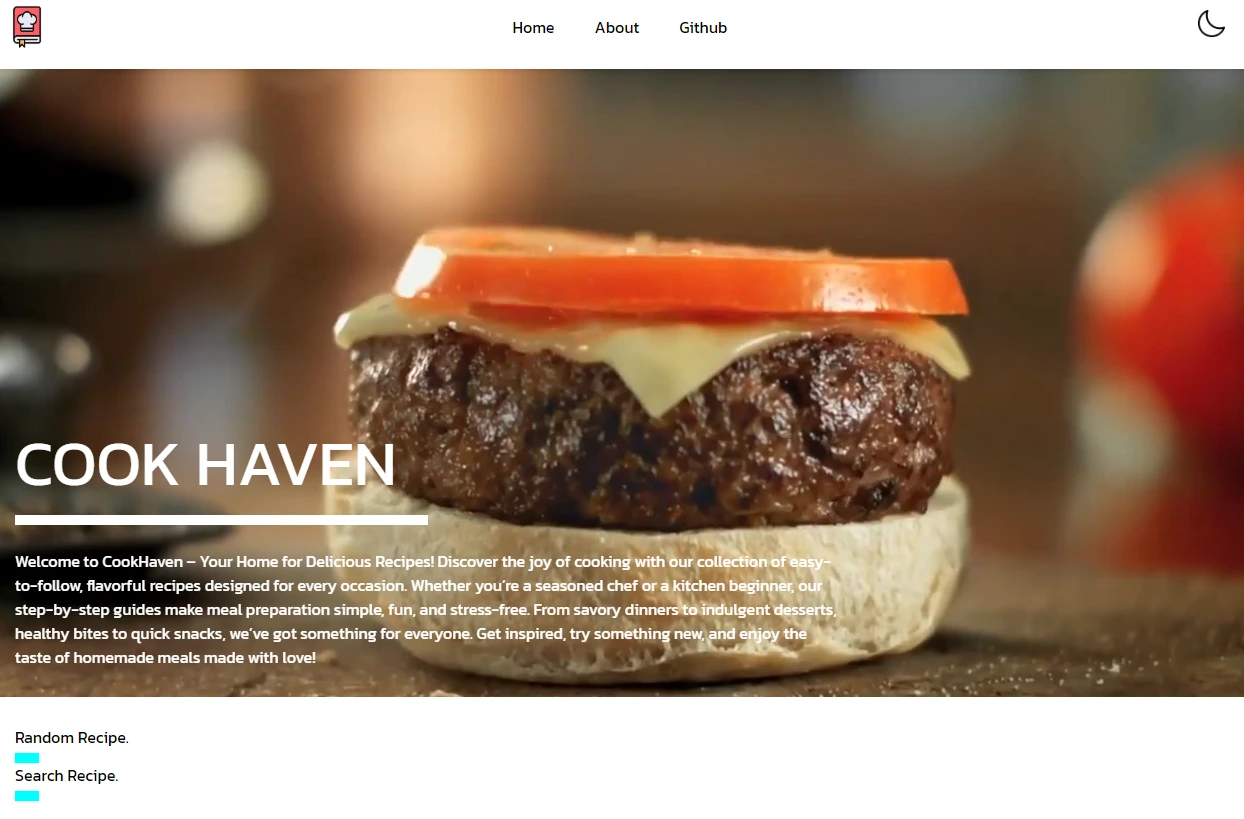 Home About Github
COOK HAVEN
Welcome to CookHaven – Your Home for Delicious Recipes! Discover the joy of cooking with our collection of easy-
to-follow, flavorful recipes designed for every occasion. Whether you're a seasoned chef or a kitchen beginner, our
step-by-step guides make meal preparation simple, fun, and stress-free. From savory dinners to indulgent desserts,
healthy bites to quick snacks, we've got something for everyone. Get inspired, try something new, and enjoy the
taste of homemade meals made with love!
Random Recipe.
Search Recipe.